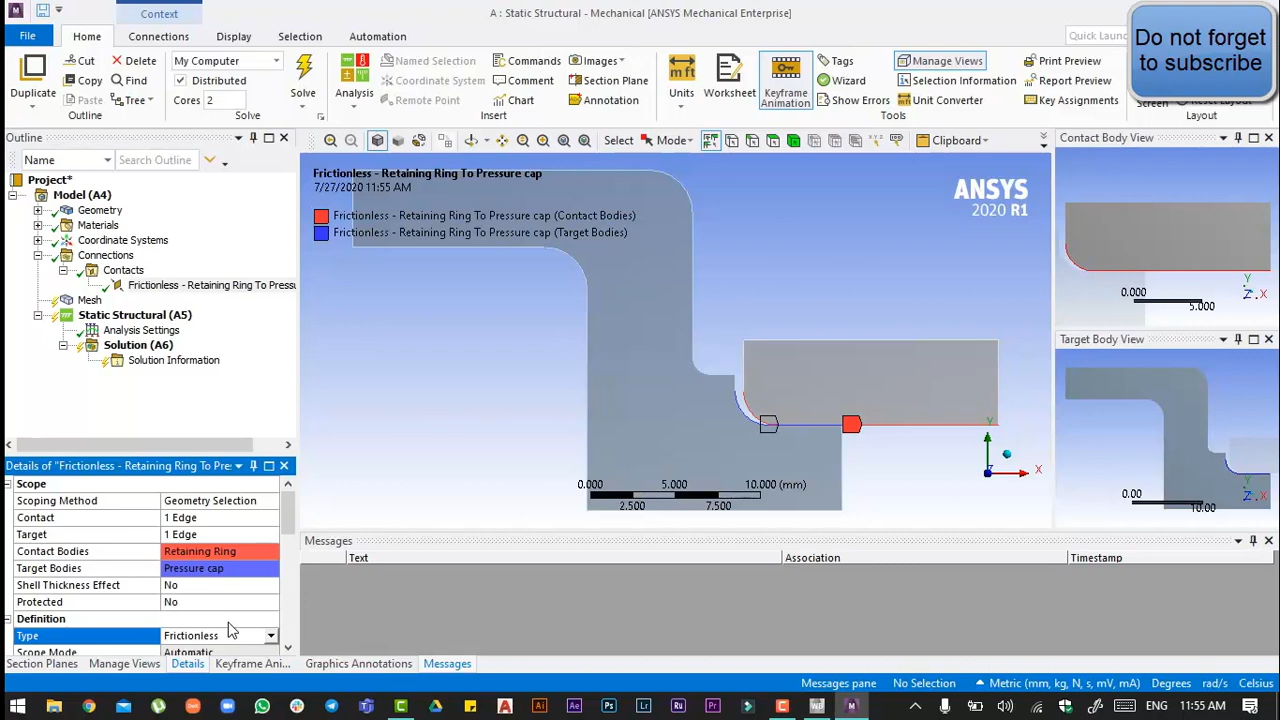 Context
A : Static Structural - Mechanical [ANSYS Mechanical Enterprise]
Do not forget
to subscribe
File
Home
Connections
Display
Selection
Automation
Quick Launch
Duplicate
Cut
Copy
Paste
Delete
Find
Tree
Outline
My Computer
Distributed
Cores 2
Solve
Solve
Analysis
Named Selection
Coordinate System
Remote Point
Commands
Comment
Chart
Images
Section Plane
Annotation
Insert
Units
Worksheet
Keyframe
Animation
Tags
Wizard
Show Errors
Manage Views
Selection Information
Unit Converter
Print Preview
Report Preview
Key Assignments
Tools
Screen
Reset Layout
Layout
Outline
Name
Search Outline
Project*
Model (A4)
Geometry
Materials
Coordinate Systems
Connections
Contacts
Frictionless - Retaining Ring To Pressu
Mesh
Static Structural (A5)
Analysis Settings
Solution (A6)
Solution Information
Select
Mode
Clipboard
Frictionless - Retaining Ring To Pressure cap
7/27/2020 11:55 AM
Frictionless - Retaining Ring To Pressure cap (Contact Bodies)
Frictionless - Retaining Ring To Pressure cap (Target Bodies)
ANSYS
2020 R1
0.000
5.000
10.000 (mm)
2.500
7.500
Y
X
Contact Body View
0.000
5.000
Y
Z
X
Target Body View
0.00
10.00
Y
Z
X
Details of "Frictionless - Retaining Ring To Pre
Scope
Scoping Method Geometry Selection
Contact 1 Edge
Target 1 Edge
Contact Bodies Retaining Ring
Target Bodies Pressure cap
Shell Thickness Effect No
Protected No
Definition
Type Frictionless
Scope Mode Automatic
Messages
Text Association Timestamp
Section Planes
Manage Views
Details
Keyframe Ani...
Graphics Annotations
Messages
Messages pane
No Selection
Metric (mm, kg, N, s, mV, mA)
Degrees
rad/s
Celsius
ENG
11:55 AM